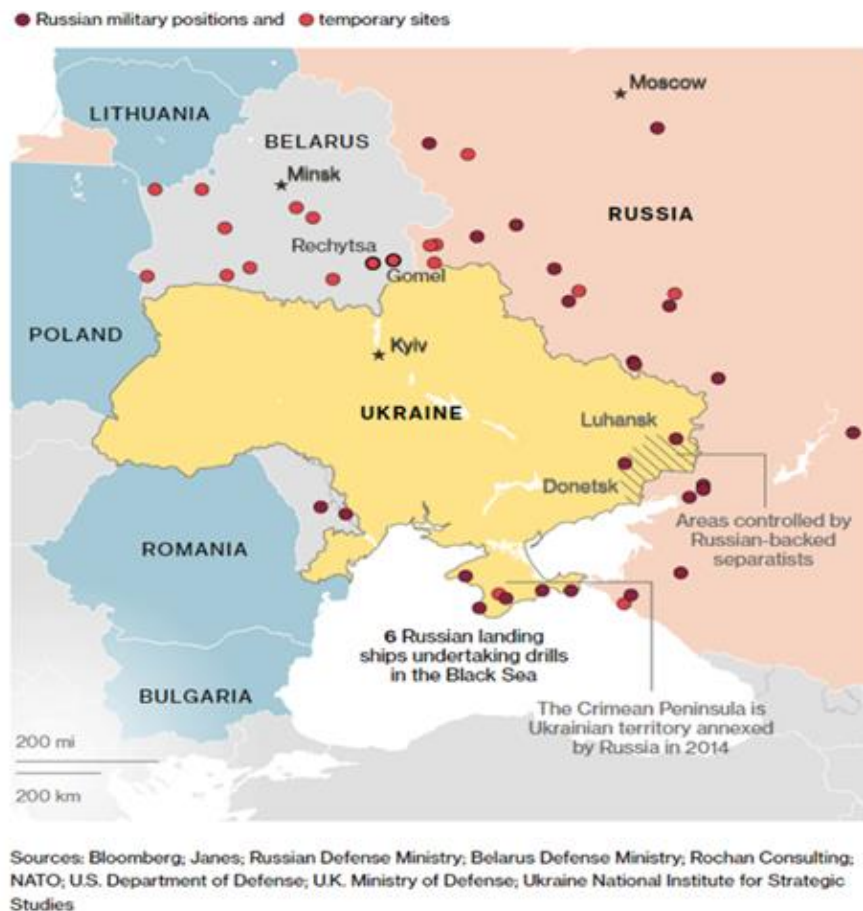 Russian military positions and temporary sites
Moscow
LITHUANIA
BELARUS
Minsk
RUSSIA
Rechytsa
Gomel
POLAND
Kyiv
UKRAINE
Luhansk
Donetsk
Areas controlled by
Russian-backed
separatists
ROMANIA
6 Russian landing
ships undertaking drills
in the Black Sea
BULGARIA
The Crimean Peninsula is
Ukrainian territory annexed
by Russia in 2014
200 mi
200 km
Sources: Bloomberg; Janes; Russian Defense Ministry; Belarus Defense Ministry; Rochan Consulting;
NATO; U.S. Department of Defense; U.K. Ministry of Defense; Ukraine National Institute for Strategic
Studies